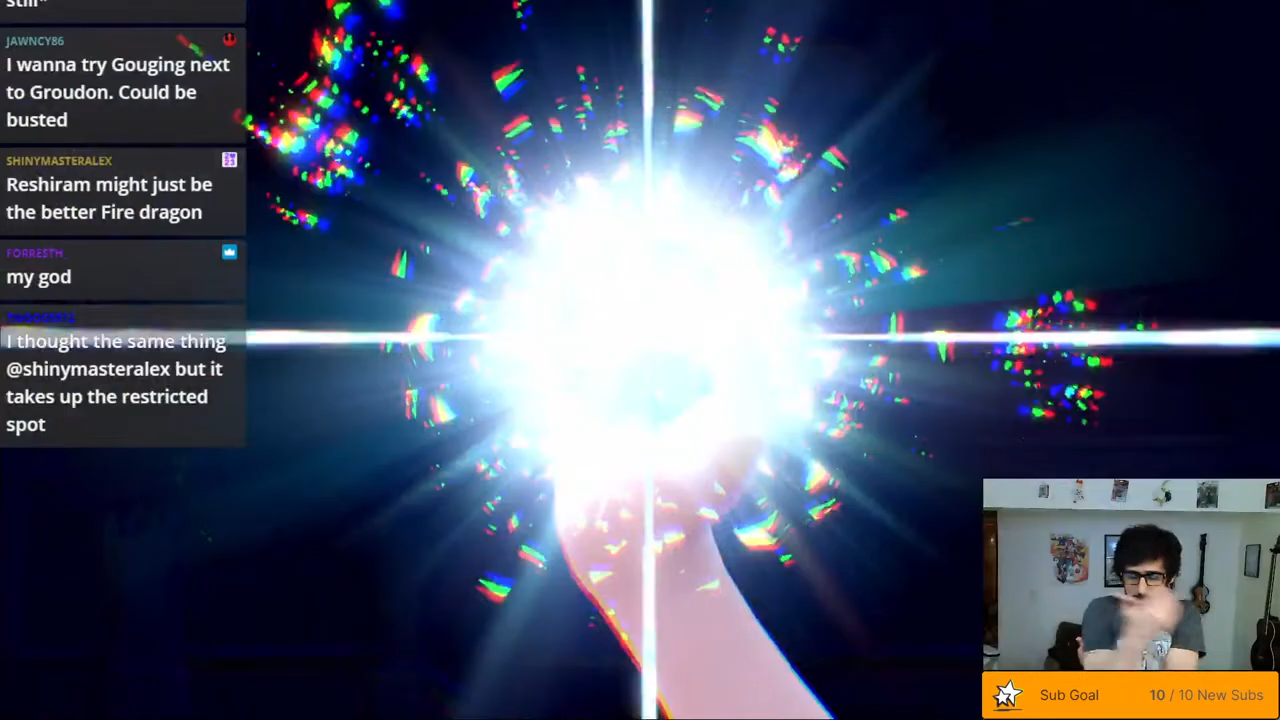 still*
JAWNCY86
I wanna try Gouging next
to Groudon. Could be
busted
SHINYMASTERALEX
Reshiram might just be
the better Fire dragon
FORRESTH_
my god
I thought the same thing
@shinymasteralex but it
takes up the restricted
spot
Sub Goal
10 / 10 New Subs